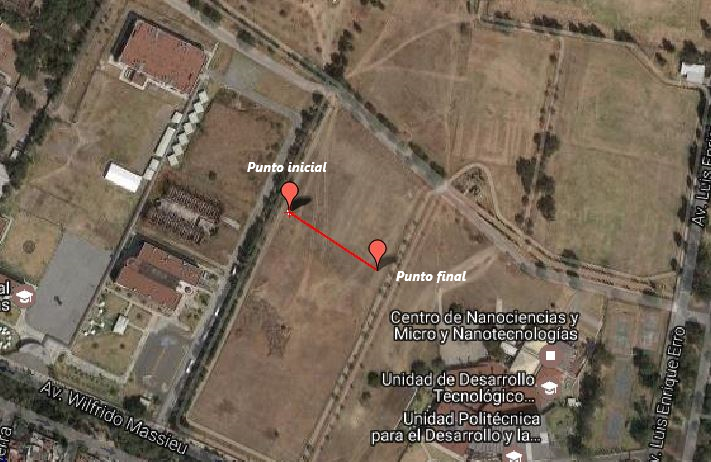 Punto inicial
Punto final
Centro de Nanociencias y
Micro y Nanotecnologías
Unidad de Desarrollo
Tecnológico...
Unidad Politécnica
para el Desarrollo y la...
Av. Wilfrido Massieu
Av. Luis Enrique Erro